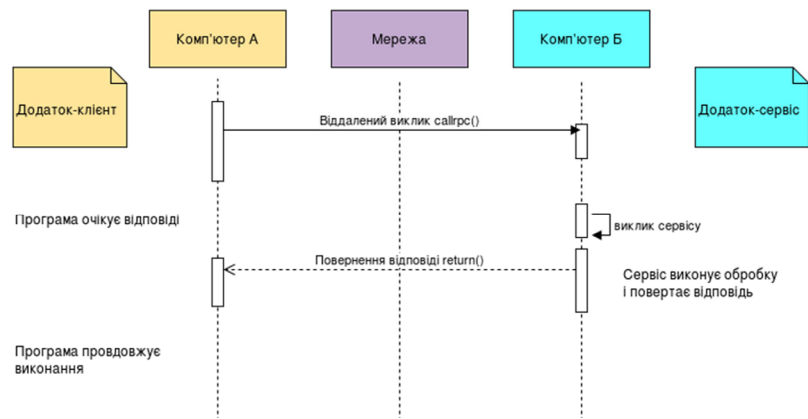 Комп'ютер А
Мережа
Комп'ютер Б
Додаток-клієнт
Додаток-сервіс
Віддалений виклик callrpc()
Програма очікує відповіді
виклик сервісу
Повернення відповіді return()
Сервіс виконує обробку
і повертає відповідь
Програма провдовжує
виконання